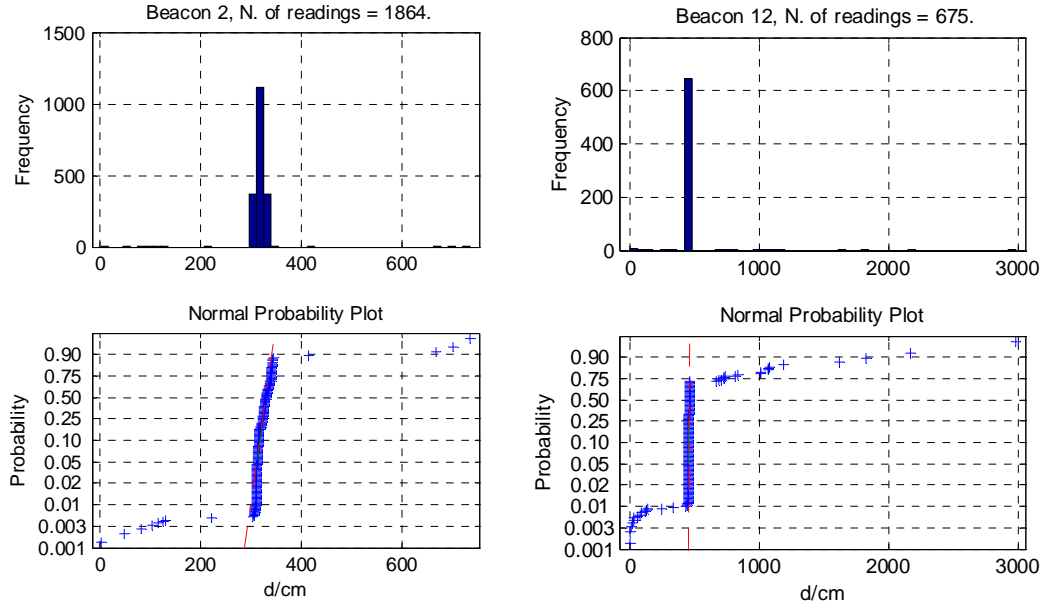 Beacon 2, N. of readings = 1864.
1500
1000
500
0
Frequency
0 200 400 600
Beacon 12, N. of readings = 675.
800
600
400
200
0
Frequency
0 1000 2000 3000
Normal Probability Plot
0.90
0.75
0.50
0.25
0.10
0.05
0.02
0.01
0.003
0.001
Probability
0 200 400 600
d/cm
Normal Probability Plot
0.90
0.75
0.50
0.25
0.10
0.05
0.02
0.01
0.003
0.001
Probability
0 1000 2000 3000
d/cm